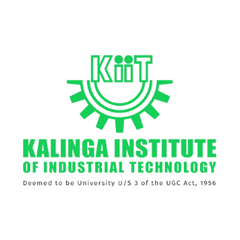 KiiT
KALINGA INSTITUTE
OF INDUSTRIAL TECHNOLOGY
Deemed to be University U/S 3 of the UGC Act, 1956